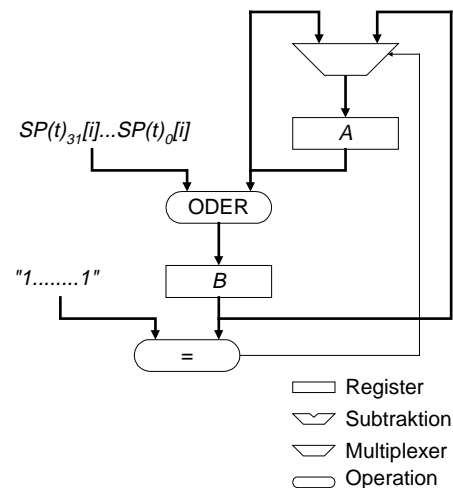 A
SP(t)31[i]...SP(t)0[i]
ODER
B
"1........1"
=
Register
Subtraktion
Multiplexer
Operation